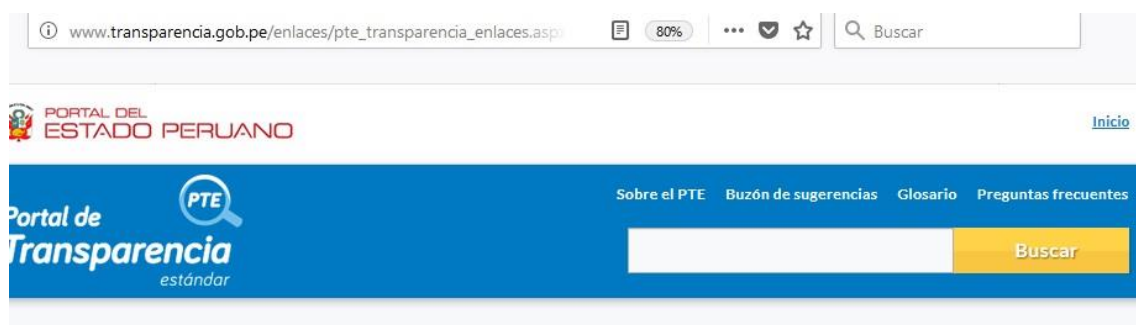 www.transparencia.gob.pe/enlaces/pte_transparencia_enlaces.asp 80% Buscar
PORTAL DEL
ESTADO PERUANO
Inicio
PTE
Sobre el PTE Buzón de sugerencias Glosario Preguntas frecuentes
Portal de
Transparencia
estándar
Buscar